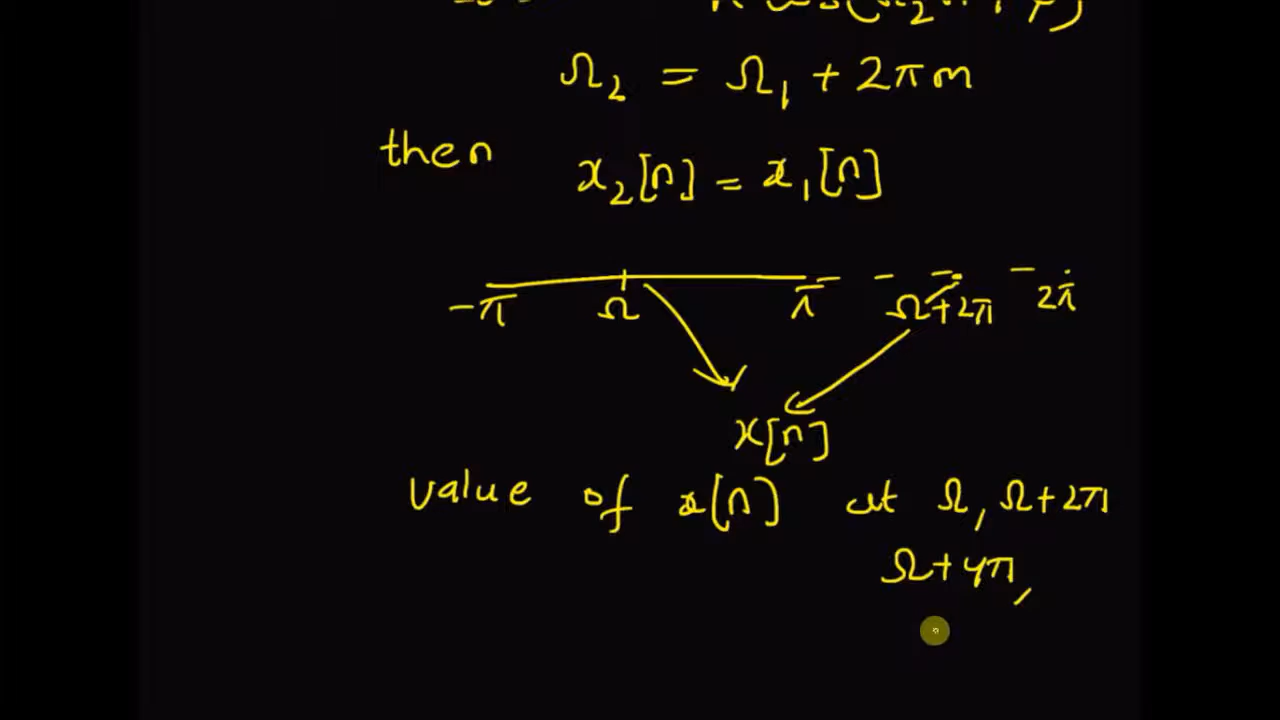 Ω₂ = Ω₁ + 2πm
then x₂[n] = x₁[n]
-π Ω π Ω+2π 2π
x[n]
value of x[n] at Ω, Ω+2π
Ω+4π,